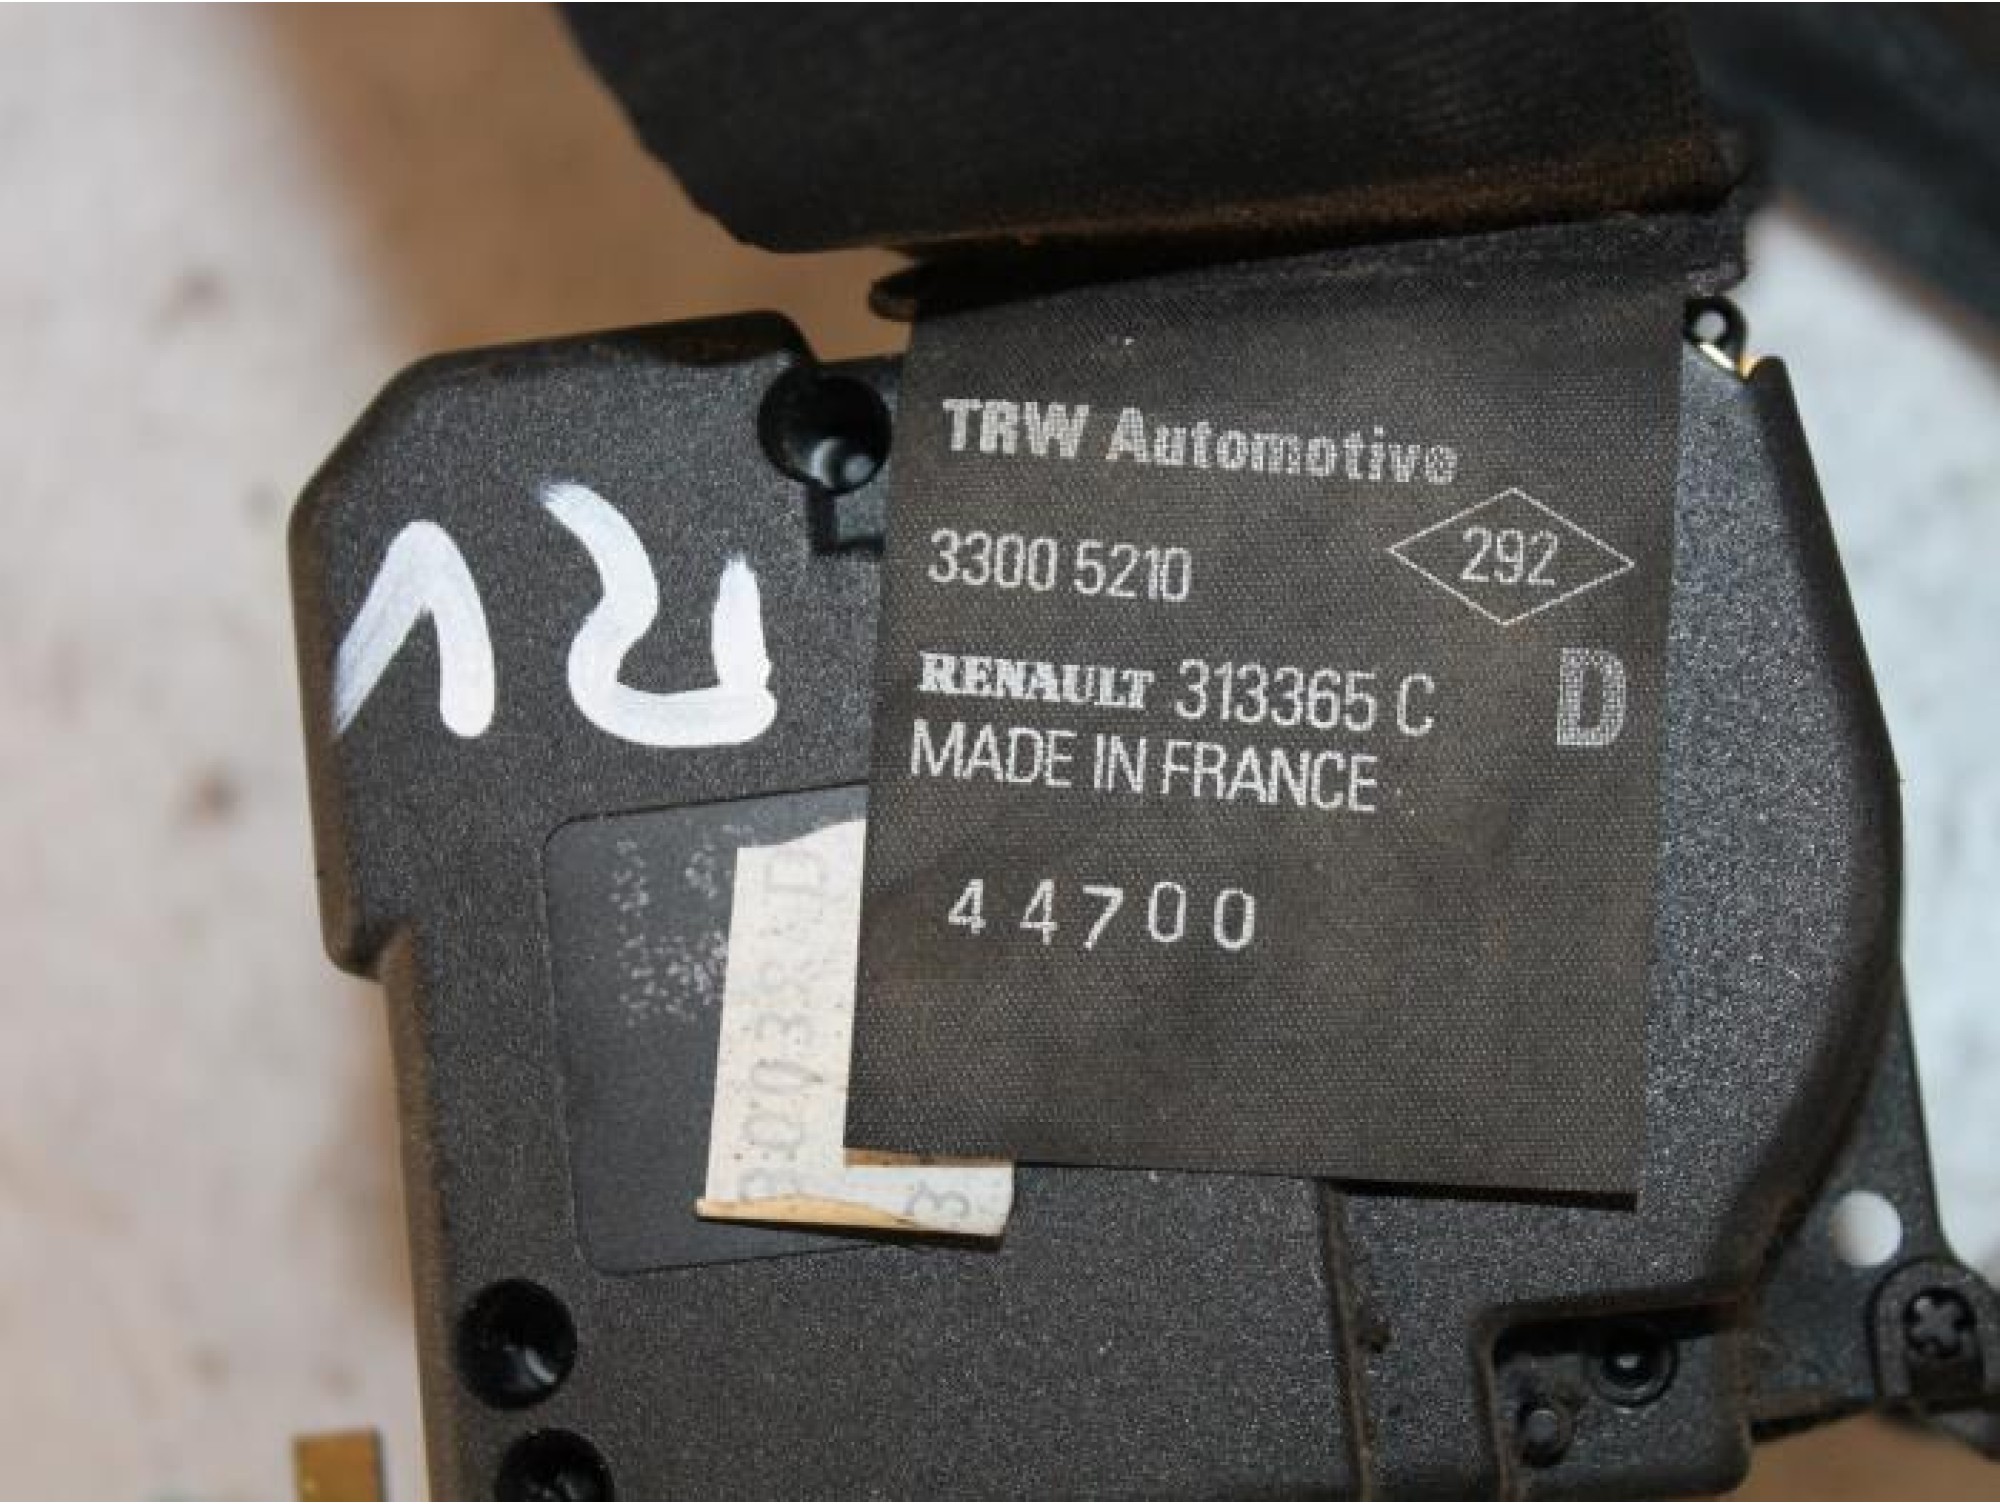 TRW Automotive
3300 5210
292
RENAULT 313365 C
D
MADE IN FRANCE
44700